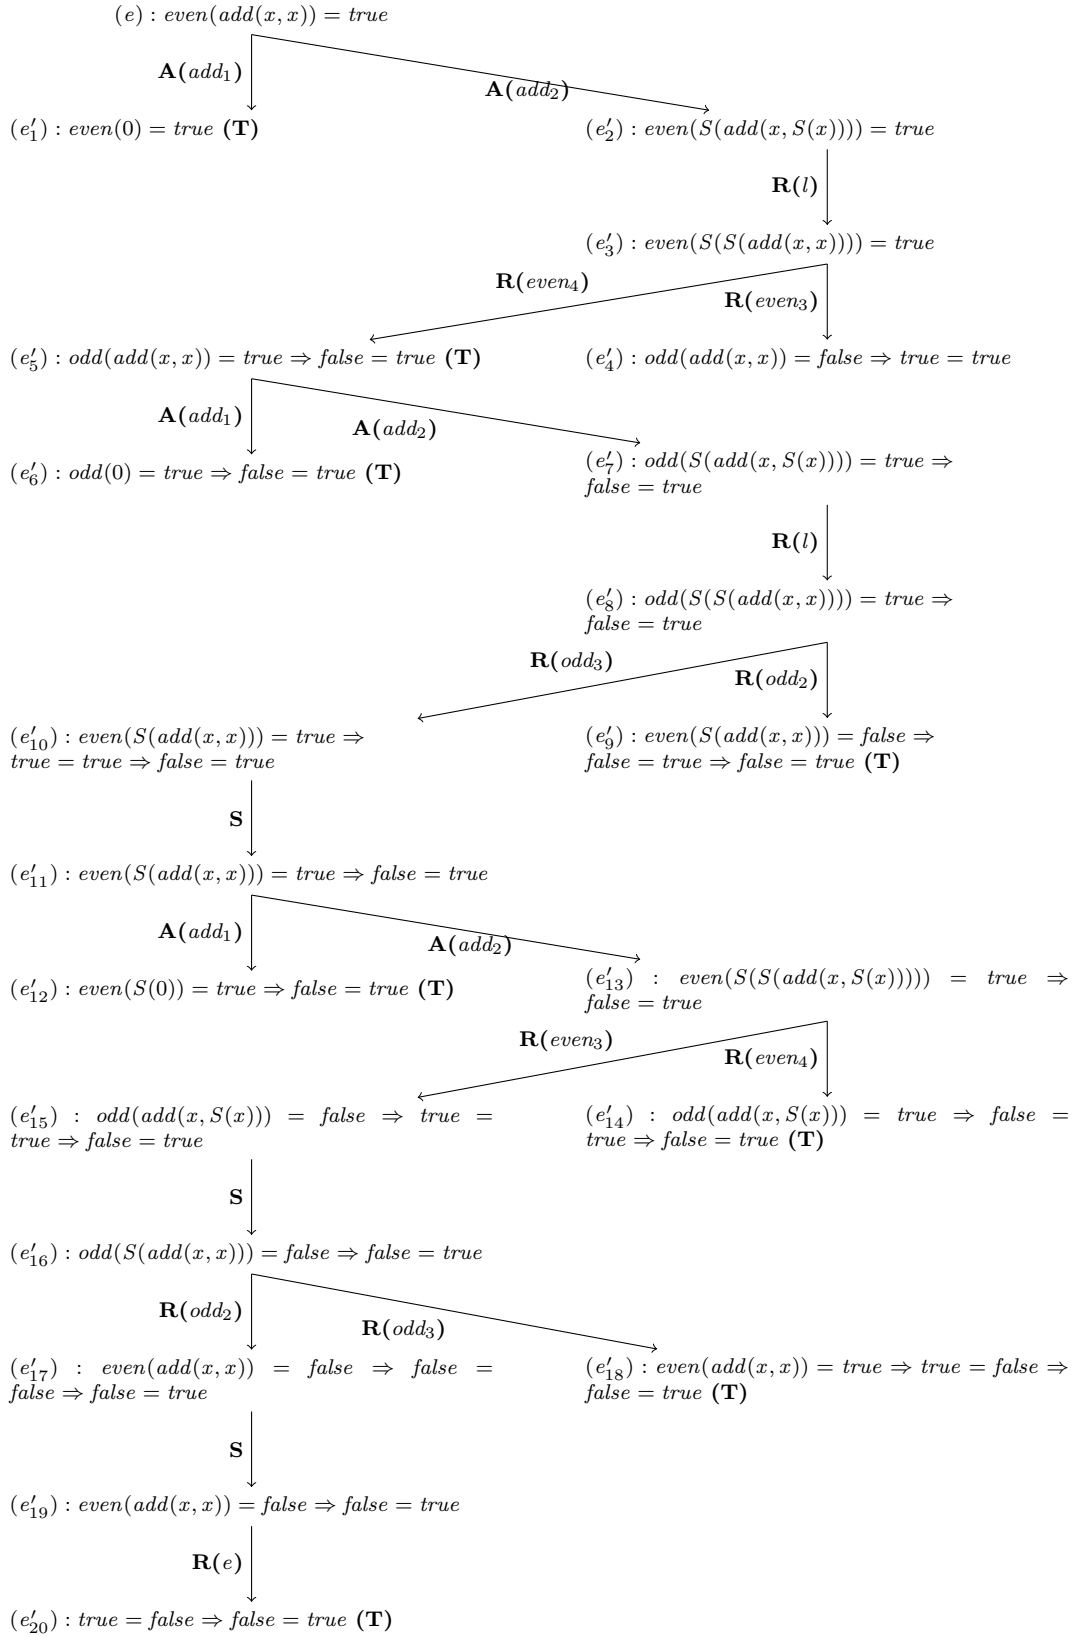 (e) : even(add(x, x)) = true
A(add₁)
A(add₂)
(e′₁) : even(0) = true (T)
(e′₂) : even(S(add(x, S(x)))) = true
R(l)
(e′₃) : even(S(S(add(x, x)))) = true
R(even₄)
R(even₃)
(e′₅) : odd(add(x, x)) = true ⇒ false = true (T)
(e′₄) : odd(add(x, x)) = false ⇒ true = true
A(add₁)
A(add₂)
(e′₆) : odd(0) = true ⇒ false = true (T)
(e′₇) : odd(S(add(x, S(x)))) = true ⇒
false = true
R(l)
(e′₈) : odd(S(S(add(x, x)))) = true ⇒
false = true
R(odd₃)
R(odd₂)
(e′₁₀) : even(S(add(x, x))) = true ⇒
true = true ⇒ false = true
(e′₉) : even(S(add(x, x))) = false ⇒
false = true ⇒ false = true (T)
S
(e′₁₁) : even(S(add(x, x))) = true ⇒ false = true
A(add₁)
A(add₂)
(e′₁₂) : even(S(0)) = true ⇒ false = true (T)
(e′₁₃) : even(S(S(add(x, S(x))))) = true ⇒
false = true
R(even₃)
R(even₄)
(e′₁₅) : odd(add(x, S(x))) = false ⇒ true =
true ⇒ false = true
(e′₁₄) : odd(add(x, S(x))) = true ⇒ false =
true ⇒ false = true (T)
S
(e′₁₆) : odd(S(add(x, x))) = false ⇒ false = true
R(odd₂)
R(odd₃)
(e′₁₇) : even(add(x, x)) = false ⇒ false =
false ⇒ false = true
(e′₁₈) : even(add(x, x)) = true ⇒ true = false ⇒
false = true (T)
S
(e′₁₉) : even(add(x, x)) = false ⇒ false = true
R(e)
(e′₂₀) : true = false ⇒ false = true (T)